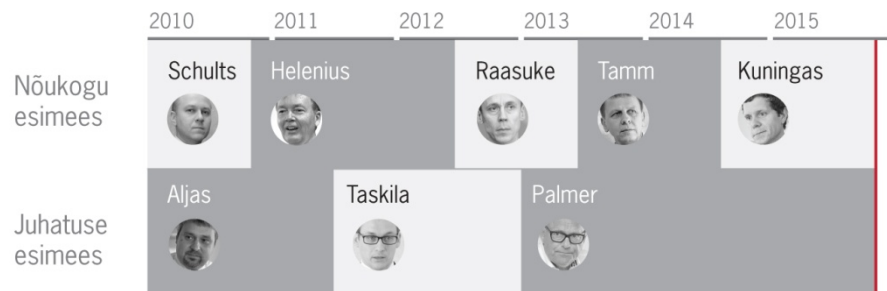 2010 2011 2012 2013 2014 2015
Nõukogu
esimees
Schults Helenius Raasuke Tamm Kuningas
Juhatuse
esimees
Aljas Taskila Palmer